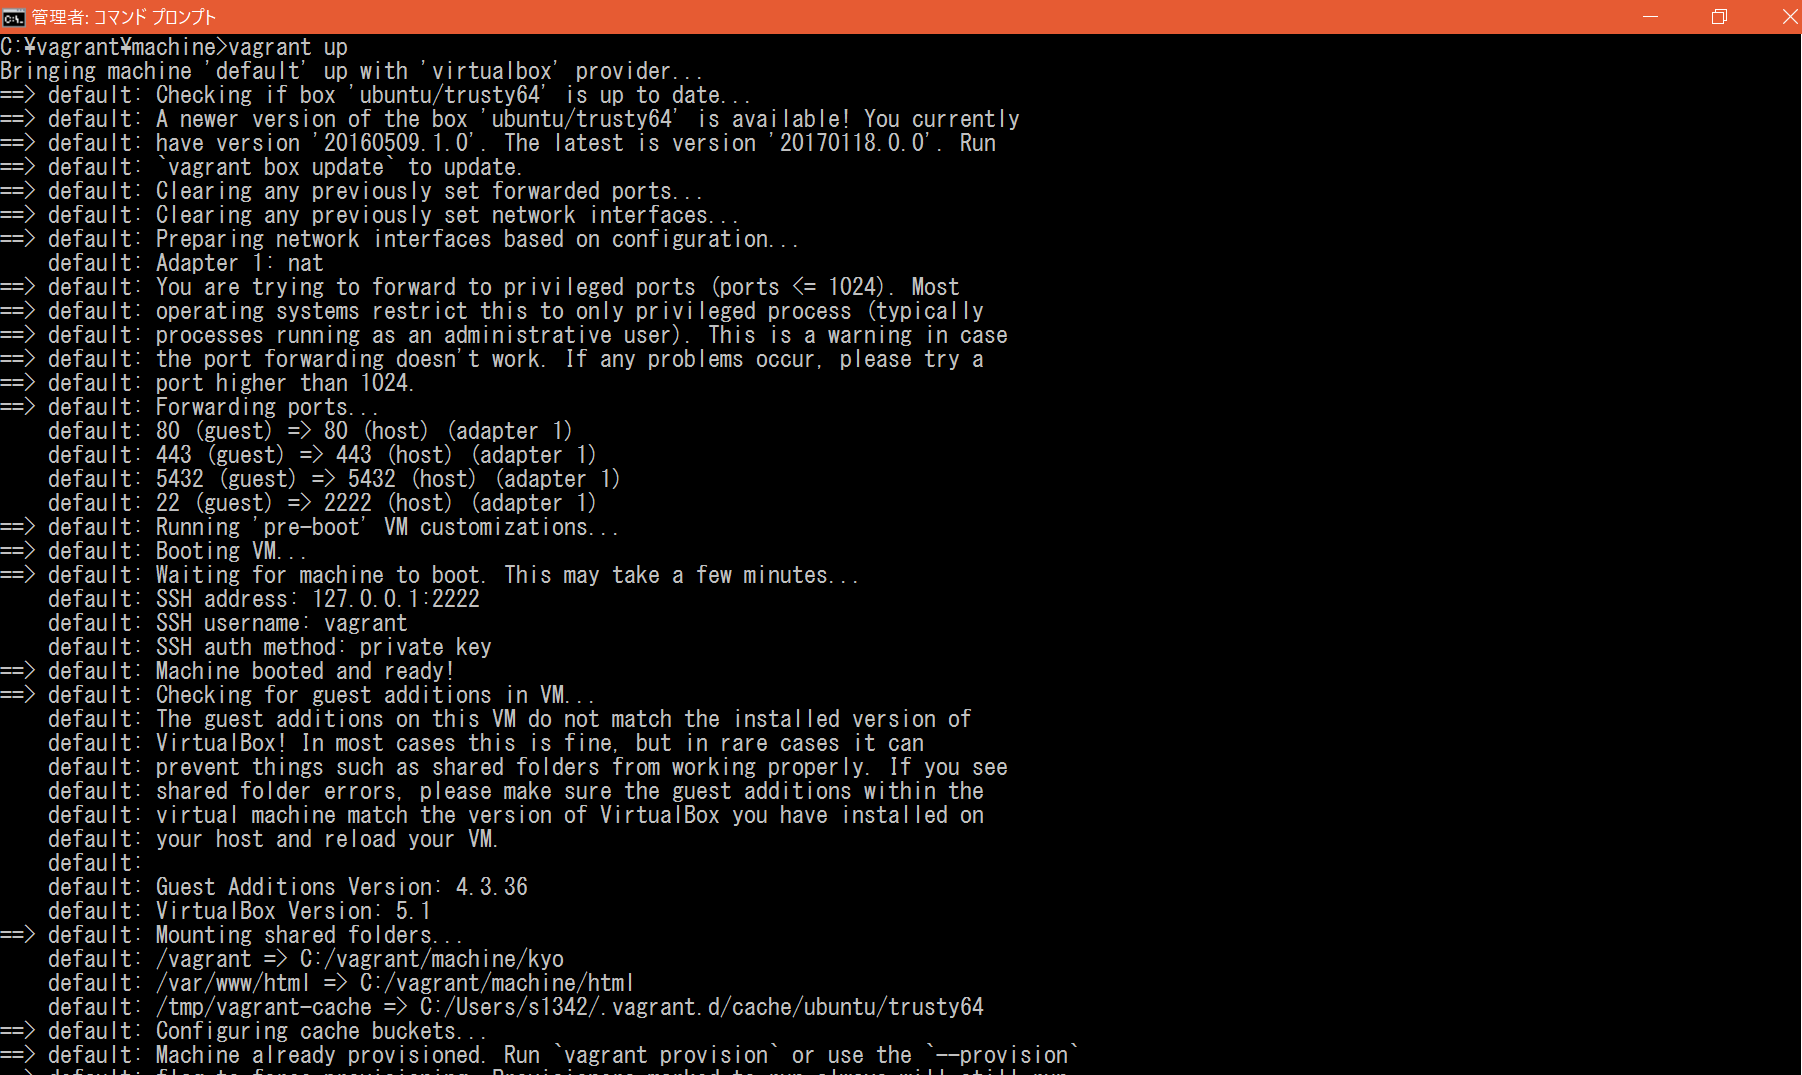 管理者: コマンド プロンプト
C:¥vagrant¥machine>vagrant up
Bringing machine 'default' up with 'virtualbox' provider...
==> default: Checking if box 'ubuntu/trusty64' is up to date...
==> default: A newer version of the box 'ubuntu/trusty64' is available! You currently
==> default: have version '20160509.1.0'. The latest is version '20170118.0.0'. Run
==> default: `vagrant box update` to update.
==> default: Clearing any previously set forwarded ports...
==> default: Clearing any previously set network interfaces...
==> default: Preparing network interfaces based on configuration...
    default: Adapter 1: nat
==> default: You are trying to forward to privileged ports (ports <= 1024). Most
==> default: operating systems restrict this to only privileged process (typically
==> default: processes running as an administrative user). This is a warning in case
==> default: the port forwarding doesn't work. If any problems occur, please try a
==> default: port higher than 1024.
==> default: Forwarding ports...
    default: 80 (guest) => 80 (host) (adapter 1)
    default: 443 (guest) => 443 (host) (adapter 1)
    default: 5432 (guest) => 5432 (host) (adapter 1)
    default: 22 (guest) => 2222 (host) (adapter 1)
==> default: Running 'pre-boot' VM customizations...
==> default: Booting VM...
==> default: Waiting for machine to boot. This may take a few minutes...
    default: SSH address: 127.0.0.1:2222
    default: SSH username: vagrant
    default: SSH auth method: private key
==> default: Machine booted and ready!
==> default: Checking for guest additions in VM...
    default: The guest additions on this VM do not match the installed version of
    default: VirtualBox! In most cases this is fine, but in rare cases it can
    default: prevent things such as shared folders from working properly. If you see
    default: shared folder errors, please make sure the guest additions within the
    default: virtual machine match the version of VirtualBox you have installed on
    default: your host and reload your VM.
    default:
    default: Guest Additions Version: 4.3.36
    default: VirtualBox Version: 5.1
==> default: Mounting shared folders...
    default: /vagrant => C:/vagrant/machine/kyo
    default: /var/www/html => C:/vagrant/machine/html
    default: /tmp/vagrant-cache => C:/Users/s1342/.vagrant.d/cache/ubuntu/trusty64
==> default: Configuring cache buckets...
==> default: Machine already provisioned. Run `vagrant provision` or use the `--provision`
==> default: flag to force provisioning. Provisioners marked to run always will still run.